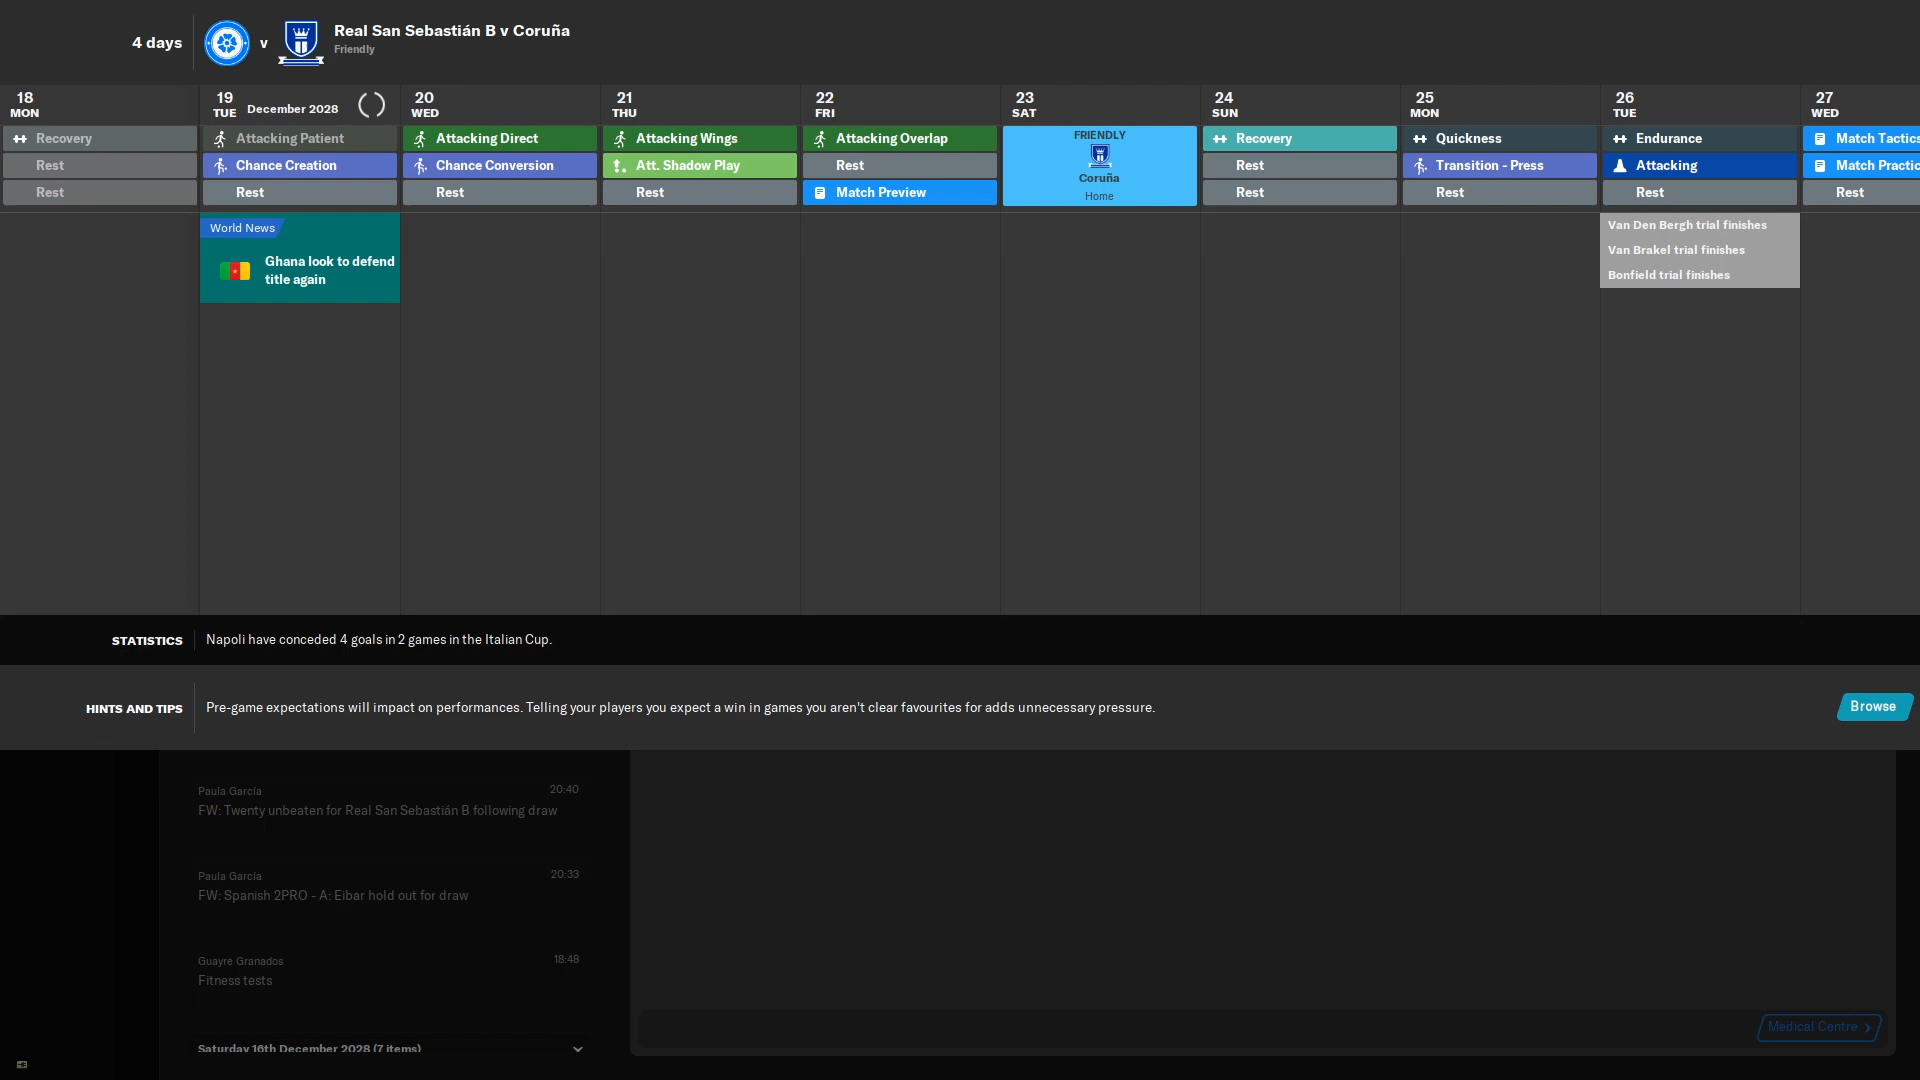 4 days
v
Real San Sebastián B v Coruña
Friendly
18
MON
19
TUE
December 2028
20
WED
21
THU
22
FRI
23
SAT
24
SUN
25
MON
26
TUE
27
WED
Recovery
Rest
Rest
Attacking Patient
Chance Creation
Rest
Attacking Direct
Chance Conversion
Rest
Attacking Wings
Att. Shadow Play
Rest
Attacking Overlap
Rest
Match Preview
FRIENDLY
Coruña
Home
Recovery
Rest
Rest
Quickness
Transition - Press
Rest
Endurance
Attacking
Rest
Match Tactics
Match Practic
Rest
World News
Ghana look to defend
title again
Van Den Bergh trial finishes
Van Brakel trial finishes
Bonfield trial finishes
STATISTICS
Napoli have conceded 4 goals in 2 games in the Italian Cup.
HINTS AND TIPS
Pre-game expectations will impact on performances. Telling your players you expect a win in games you aren't clear favourites for adds unnecessary pressure.
Browse
Paula García
20:40
FW: Twenty unbeaten for Real San Sebastián B following draw
Paula García
20:33
FW: Spanish 2PRO - A: Eibar hold out for draw
Guayre Granados
18:48
Fitness tests
Saturday 16th December 2028 (7 items)
Medical Centre